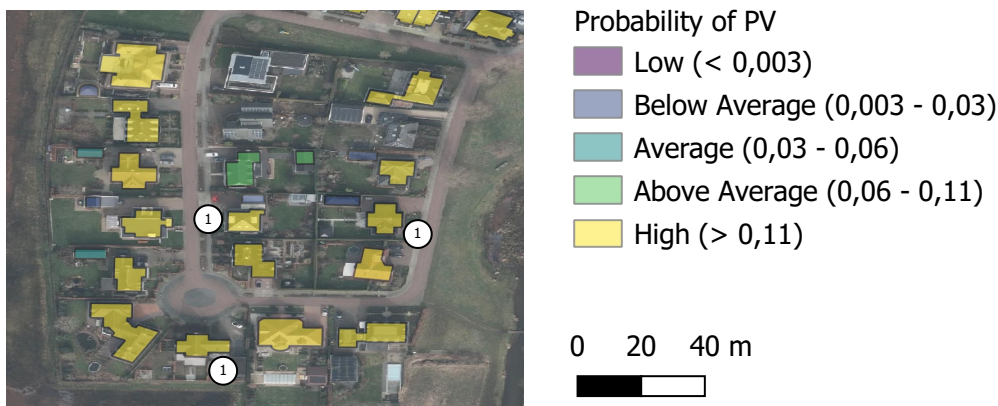 Probability of PV
Low (< 0,003)
Below Average (0,003 - 0,03)
Average (0,03 - 0,06)
Above Average (0,06 - 0,11)
High (> 0,11)
1
1
1
0 20 40 m